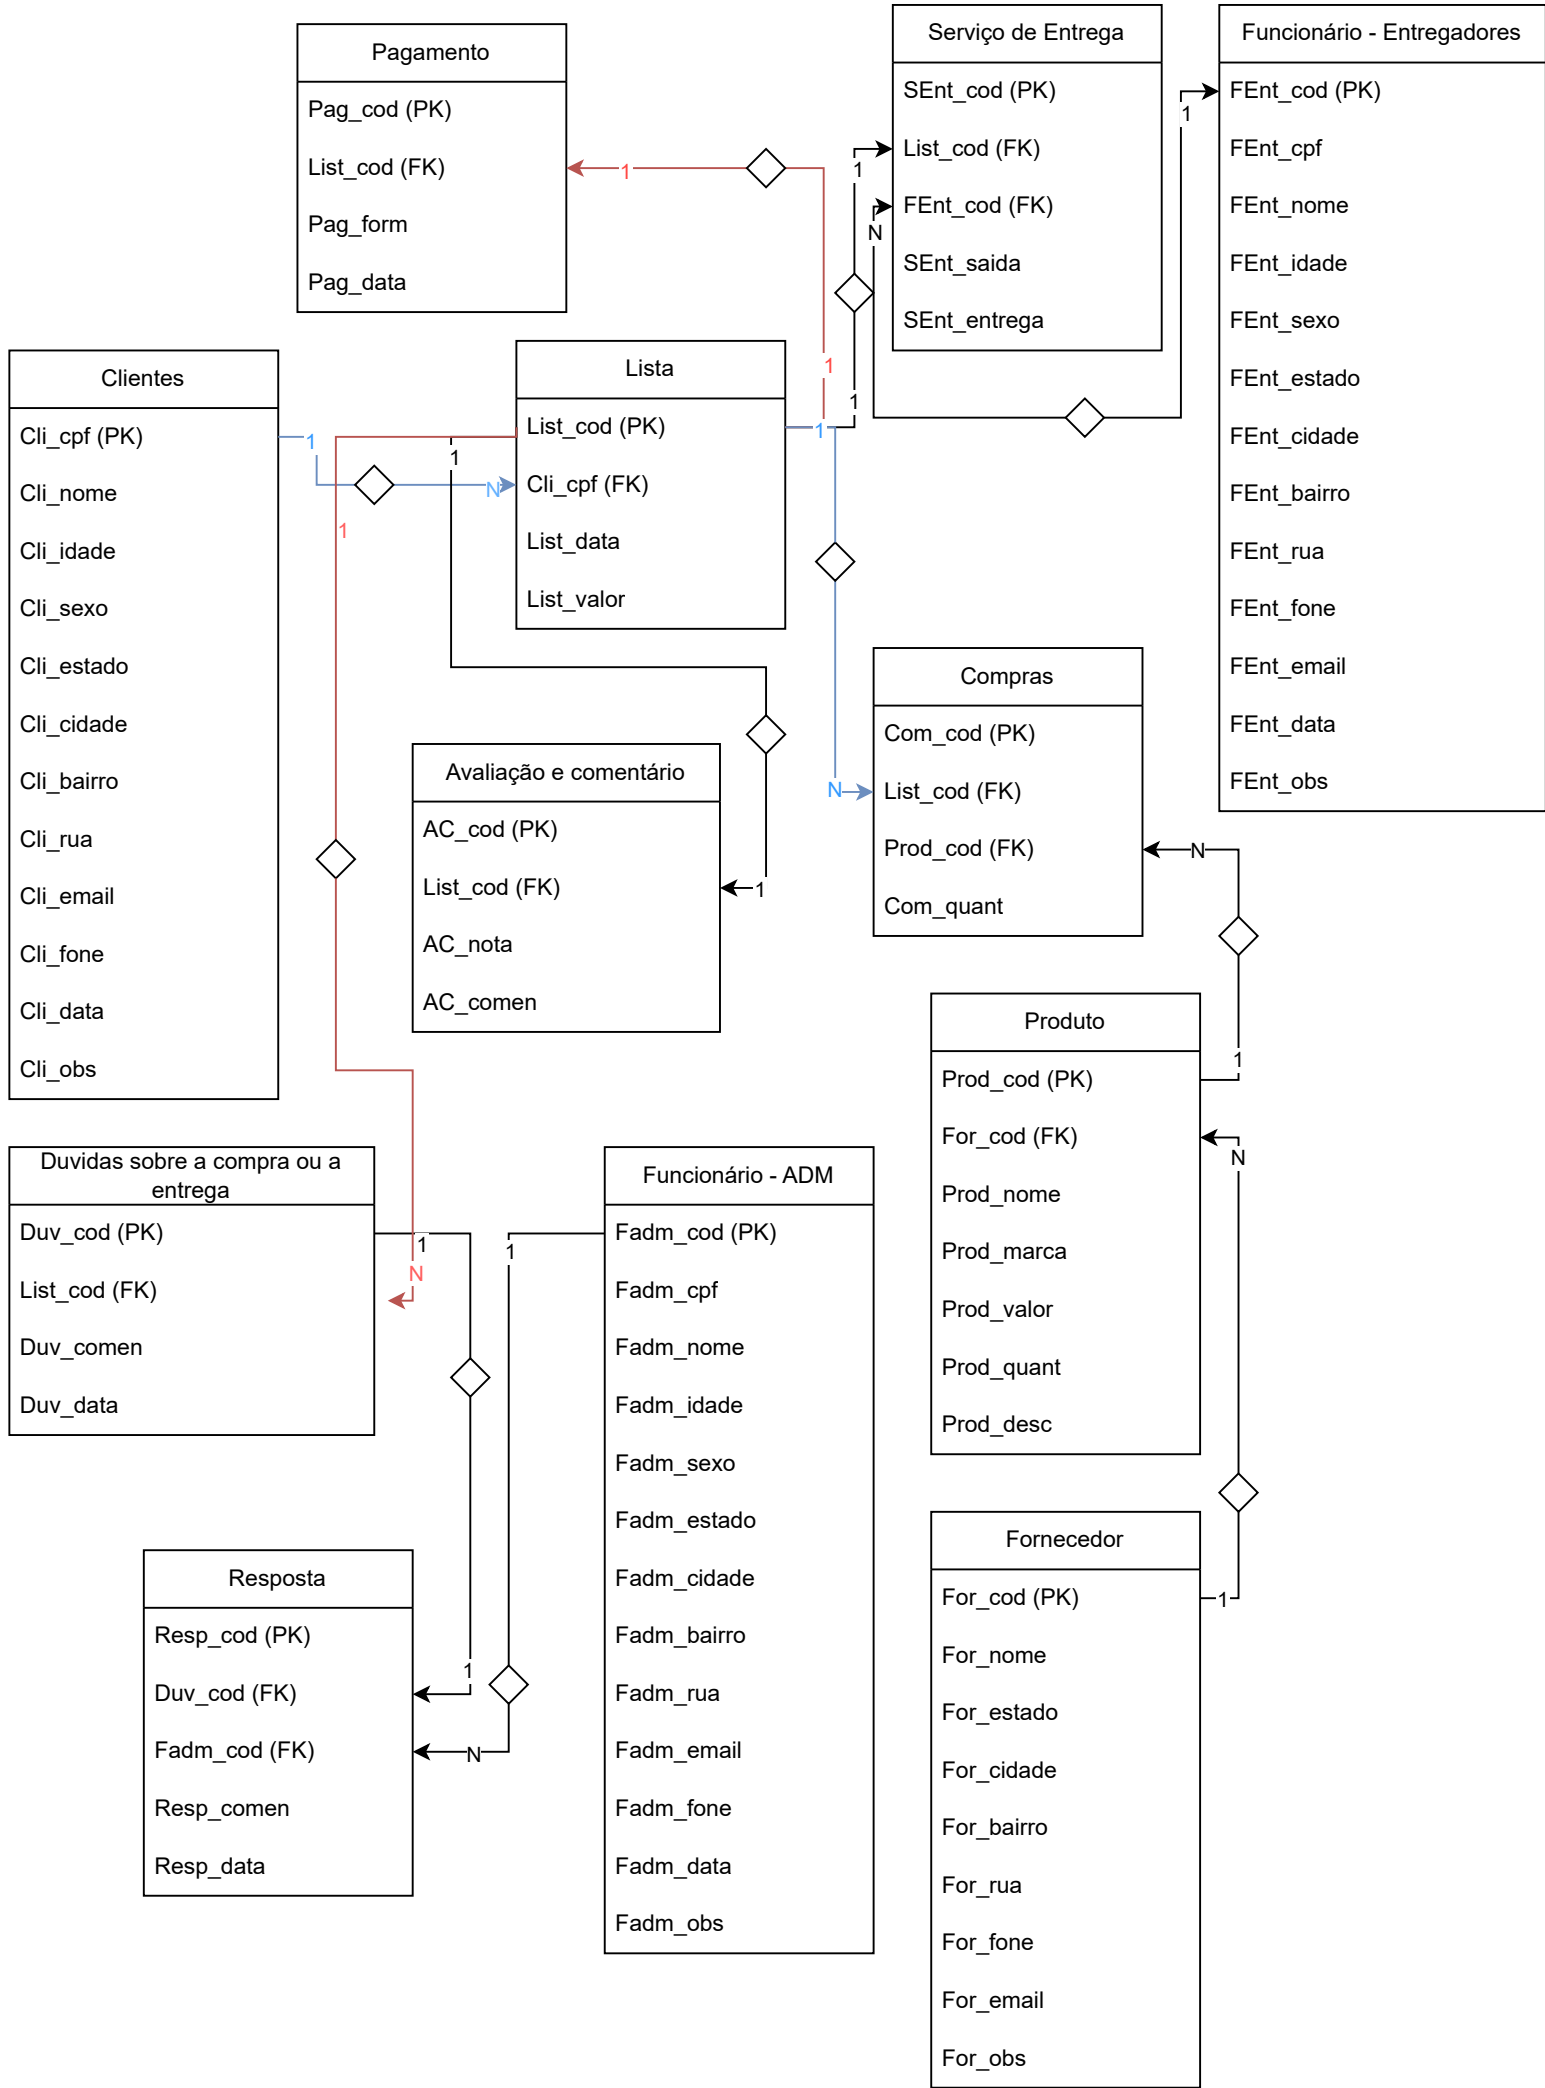 Pagamento
Pag_cod (PK)
List_cod (FK)
Pag_form
Pag_data
1
1
Serviço de Entrega
SEnt_cod (PK)
List_cod (FK)
FEnt_cod (FK)
SEnt_saida
SEnt_entrega
1
N
1
1
Funcionário - Entregadores
FEnt_cod (PK)
FEnt_cpf
FEnt_nome
FEnt_idade
FEnt_sexo
FEnt_estado
FEnt_cidade
FEnt_bairro
FEnt_rua
FEnt_fone
FEnt_email
FEnt_data
FEnt_obs
Clientes
Cli_cpf (PK)
Cli_nome
Cli_idade
Cli_sexo
Cli_estado
Cli_cidade
Cli_bairro
Cli_rua
Cli_email
Cli_fone
Cli_data
Cli_obs
1
N
1
1
Lista
List_cod (PK)
Cli_cpf (FK)
List_data
List_valor
1
N
Compras
Com_cod (PK)
List_cod (FK)
Prod_cod (FK)
Com_quant
N
1
Avaliação e comentário
AC_cod (PK)
List_cod (FK)
AC_nota
AC_comen
1
Produto
Prod_cod (PK)
For_cod (FK)
Prod_nome
Prod_marca
Prod_valor
Prod_quant
Prod_desc
N
1
Duvidas sobre a compra ou a
entrega
Duv_cod (PK)
List_cod (FK)
Duv_comen
Duv_data
1
N
1
Funcionário - ADM
Fadm_cod (PK)
Fadm_cpf
Fadm_nome
Fadm_idade
Fadm_sexo
Fadm_estado
Fadm_cidade
Fadm_bairro
Fadm_rua
Fadm_email
Fadm_fone
Fadm_data
Fadm_obs
Resposta
Resp_cod (PK)
Duv_cod (FK)
Fadm_cod (FK)
Resp_comen
Resp_data
1
N
Fornecedor
For_cod (PK)
For_nome
For_estado
For_cidade
For_bairro
For_rua
For_fone
For_email
For_obs